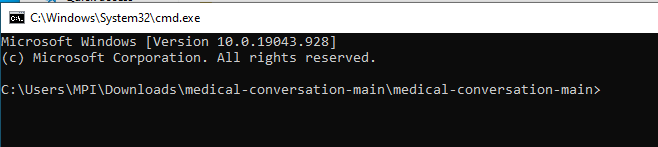 C:\Windows\System32\cmd.exe
Microsoft Windows [Version 10.0.19043.928]
(c) Microsoft Corporation. All rights reserved.
C:\Users\MPI\Downloads\medical-conversation-main\medical-conversation-main>